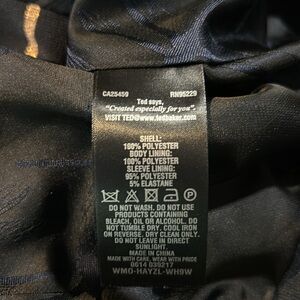 CA25459 RN95229
Ted says,
"Created especially for you".
VISIT TED@www.tedbaker.com
SHELL:
100% POLYESTER
BODY LINING:
100% POLYESTER
SLEEVE LINING:
95% POLYESTER
5% ELASTANE
DO NOT WASH. DO NOT USE
PRODUCTS CONTAINING
BLEACH, OIL OR ALCOHOL. DO
NOT TUMBLE DRY. COOL IRON
ON REVERSE. DRY CLEAN ONLY.
DO NOT LEAVE IN DIRECT
SUNLIGHT.
MADE IN CHINA
MADE WITH CARE, WEAR WITH PRIDE
0614 039217
WMO-HAYZL-WH9W